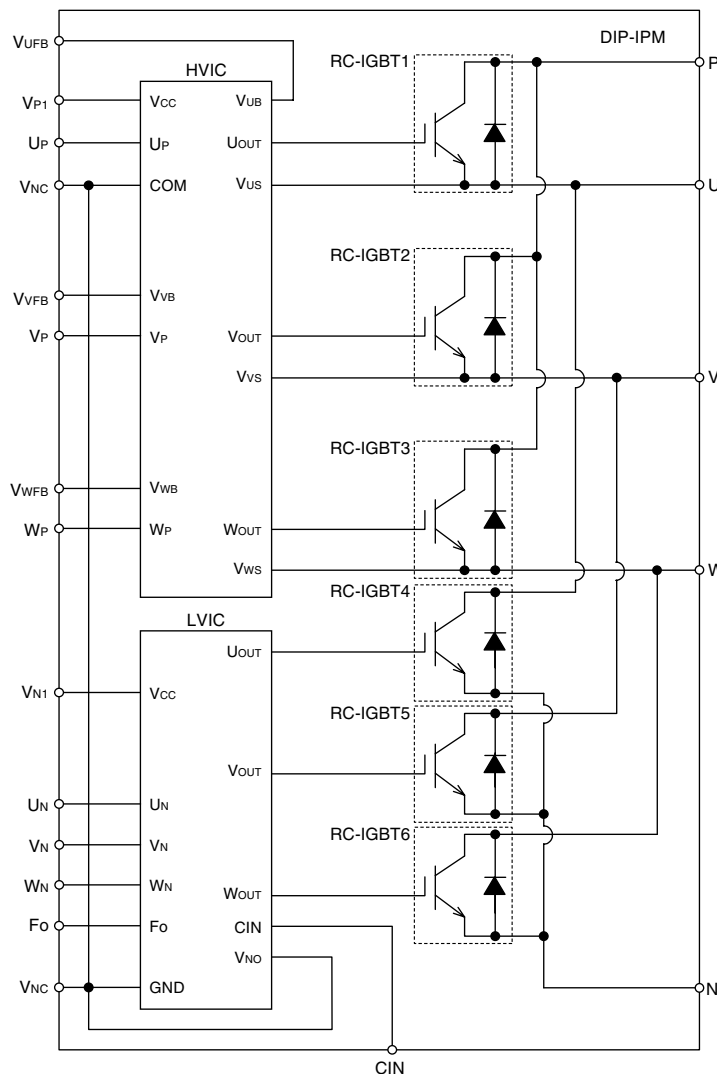 DIP-IPM
VUFB
RC-IGBT1
P
HVIC
VP1
VCC
VUB
UP
UP
UOUT
VNC
COM
VUS
U
RC-IGBT2
VVFB
VVB
VP
VP
VOUT
VVS
V
RC-IGBT3
VWFB
VWB
WP
WP
WOUT
VWS
W
RC-IGBT4
LVIC
UOUT
VN1
VCC
RC-IGBT5
VOUT
UN
UN
RC-IGBT6
VN
VN
WN
WN
WOUT
FO
FO
CIN
VNO
VNC
GND
N
CIN